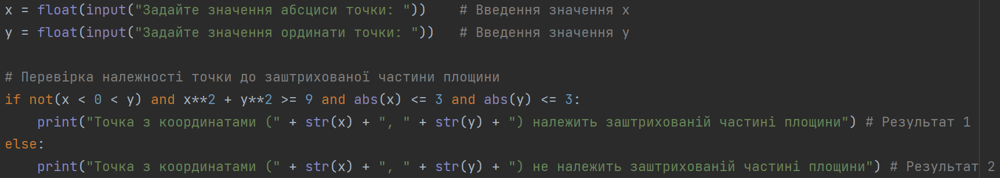 x = float(input("Задайте значення абсциси точки: "))    # Введення значення x
y = float(input("Задайте значення ординати точки: "))   # Введення значення y
# Перевірка належності точки до заштрихованої частини площини
if not(x < 0 < y) and x**2 + y**2 >= 9 and abs(x) <= 3 and abs(y) <= 3:
    print("Точка з координатами (" + str(x) + ", " + str(y) + ") належить заштрихованій частині площини") # Результат 1
else:
    print("Точка з координатами (" + str(x) + ", " + str(y) + ") не належить заштрихованій частині площини") # Результат 2